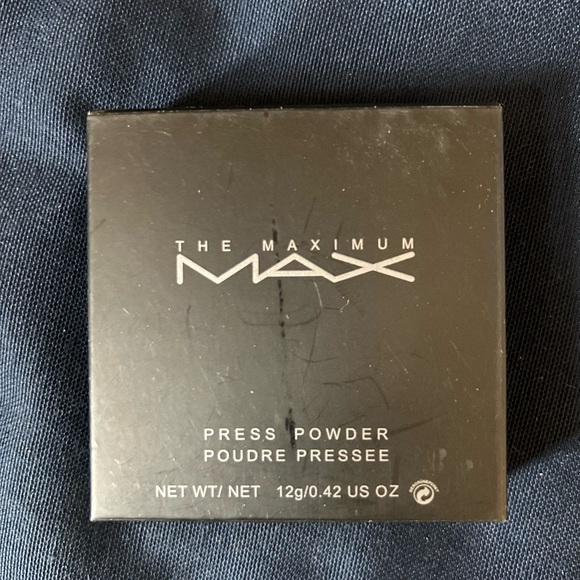 THE MAXIMUM
MAX
PRESS POWDER
POUDRE PRESSEE
NET WT/ NET 12g/0.42 US OZ